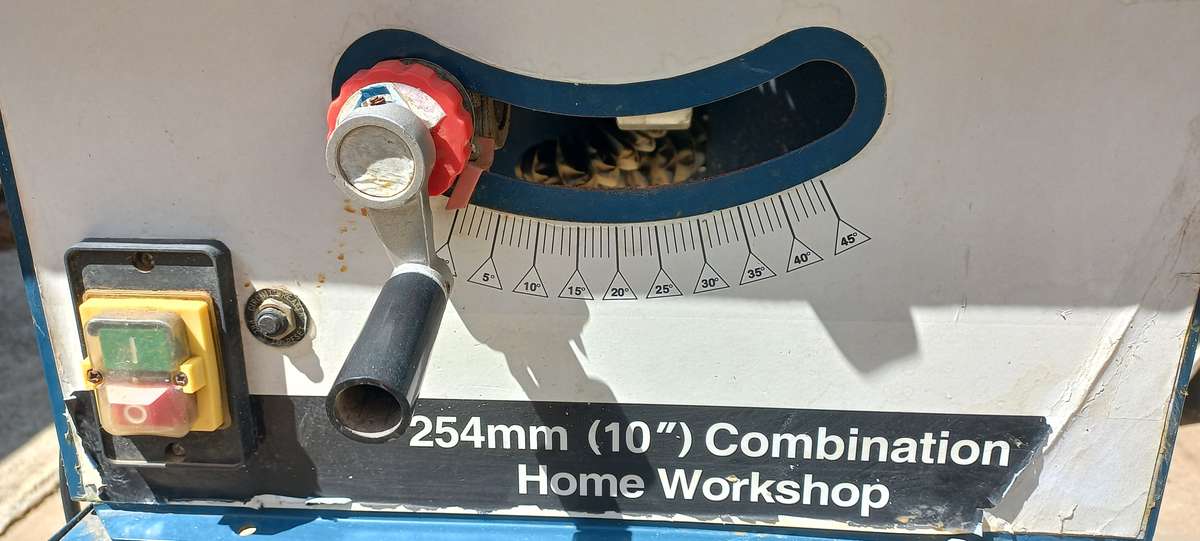 5° 10° 15° 20° 25° 30° 35° 40° 45°
I
O
254mm (10″) Combination
Home Workshop